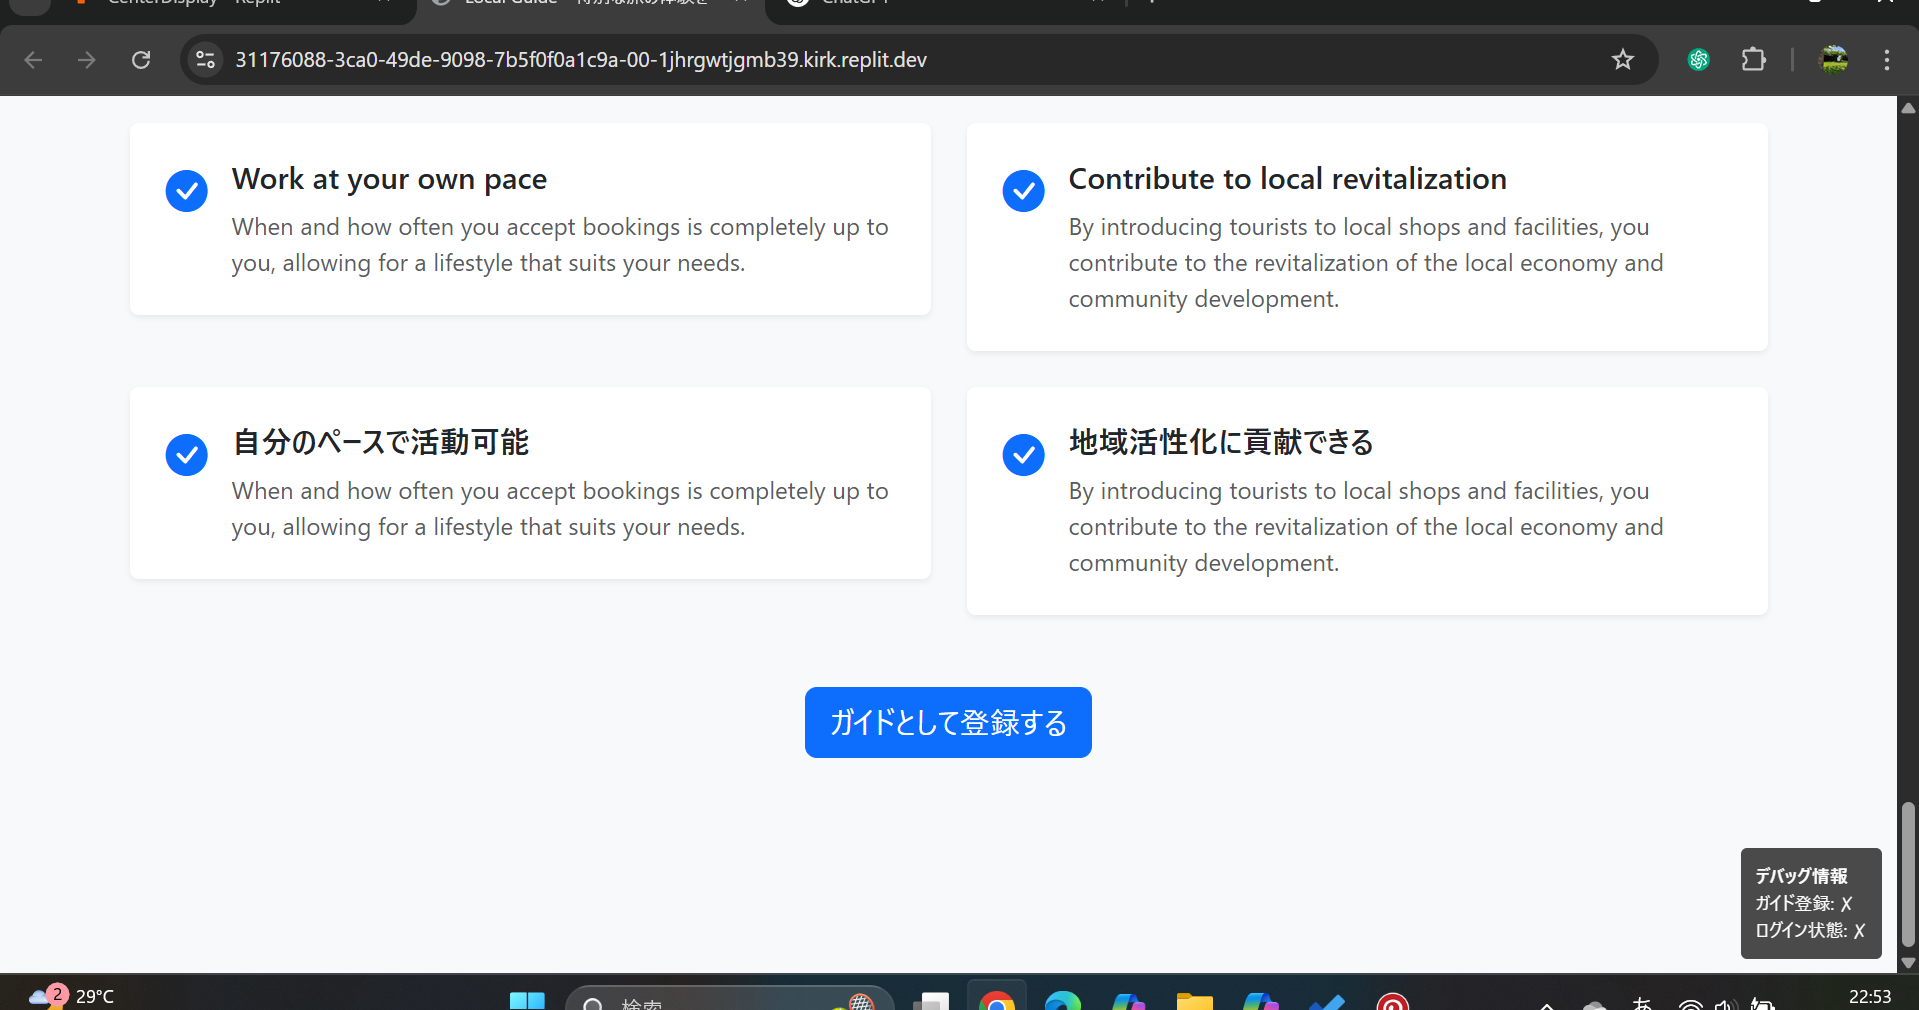 31176088-3ca0-49de-9098-7b5f0f0a1c9a-00-1jhrgwtjgmb39.kirk.replit.dev
Work at your own pace
When and how often you accept bookings is completely up to
you, allowing for a lifestyle that suits your needs.
Contribute to local revitalization
By introducing tourists to local shops and facilities, you
contribute to the revitalization of the local economy and
community development.
自分のペースで活動可能
When and how often you accept bookings is completely up to
you, allowing for a lifestyle that suits your needs.
地域活性化に貢献できる
By introducing tourists to local shops and facilities, you
contribute to the revitalization of the local economy and
community development.
ガイドとして登録する
デバッグ情報
ガイド登録: ✗
ログイン状態: ✗
2
29°C
検索
あ
22:53